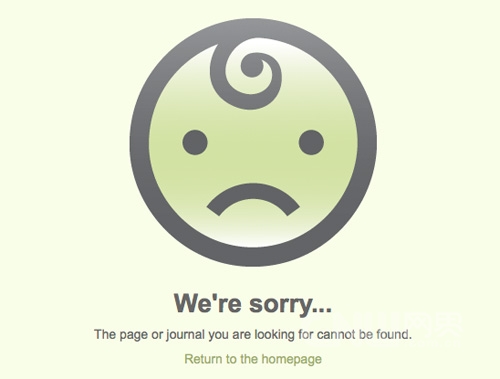 We're sorry...
The page or journal you are looking for cannot be found.
Return to the homepage